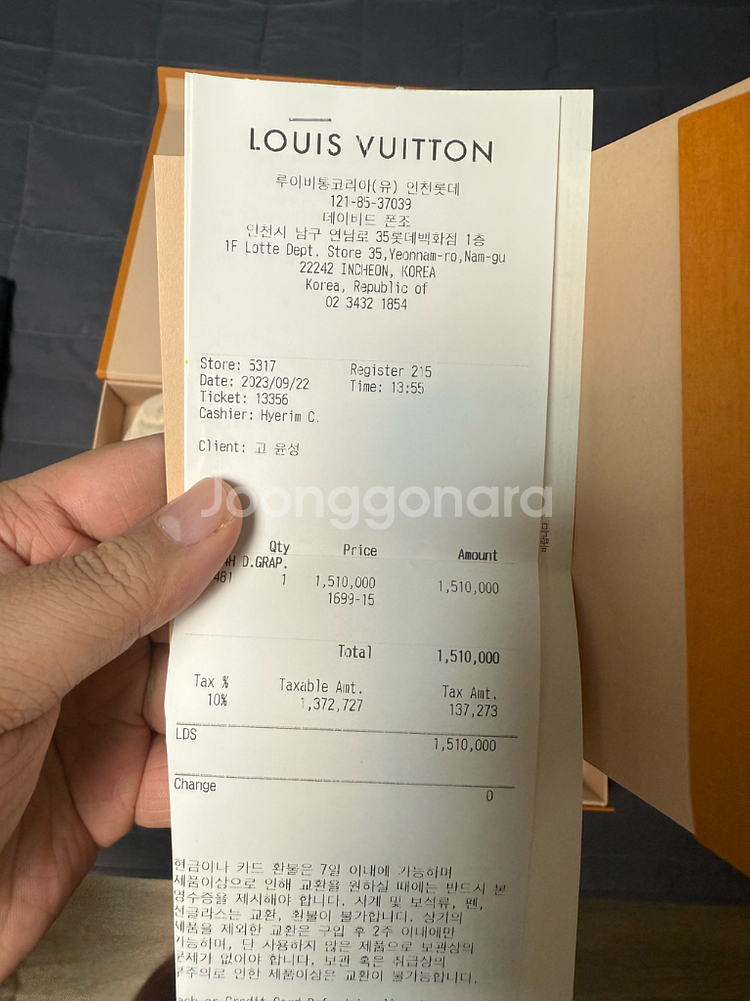 LOUIS VUITTON
루이비통코리아(유) 인천롯데
121-85-37039
데이비드 폰조
인천시 남구 연남로 35롯데백화점 1층
1F Lotte Dept. Store 35,Yeonnam-ro,Nam-gu
22242 INCHEON, KOREA
Korea, Republic of
02 3432 1854
Store: 5317 Register 215
Date: 2023/09/22 Time: 13:55
Ticket: 13356
Cashier: Hyerim C.
Client: 고 윤성
Joonggonara
Qty Price Amount
D.GRAP.
481 1 1,510,000 1,510,000
1699-15
Total 1,510,000
Tax % Taxable Amt. Tax Amt.
10% 1,372,727 137,273
LDS 1,510,000
Change 0
현금이나 카드 환불은 7일 이내에 가능하며
제품이상으로 인해 교환을 원하실 때에는 반드시 본
영수증을 제시해야 합니다. 시계 및 보석류, 펜,
선글라스는 교환, 환불이 불가합니다. 상기의
제품을 제외한 교환은 구입 후 2주 이내에만
가능하며, 단 사용하지 않은 제품으로 보관상의
문제가 없어야 합니다. 보관 혹은 취급상의
부주의로 인한 제품이상은 교환이 불가능합니다.